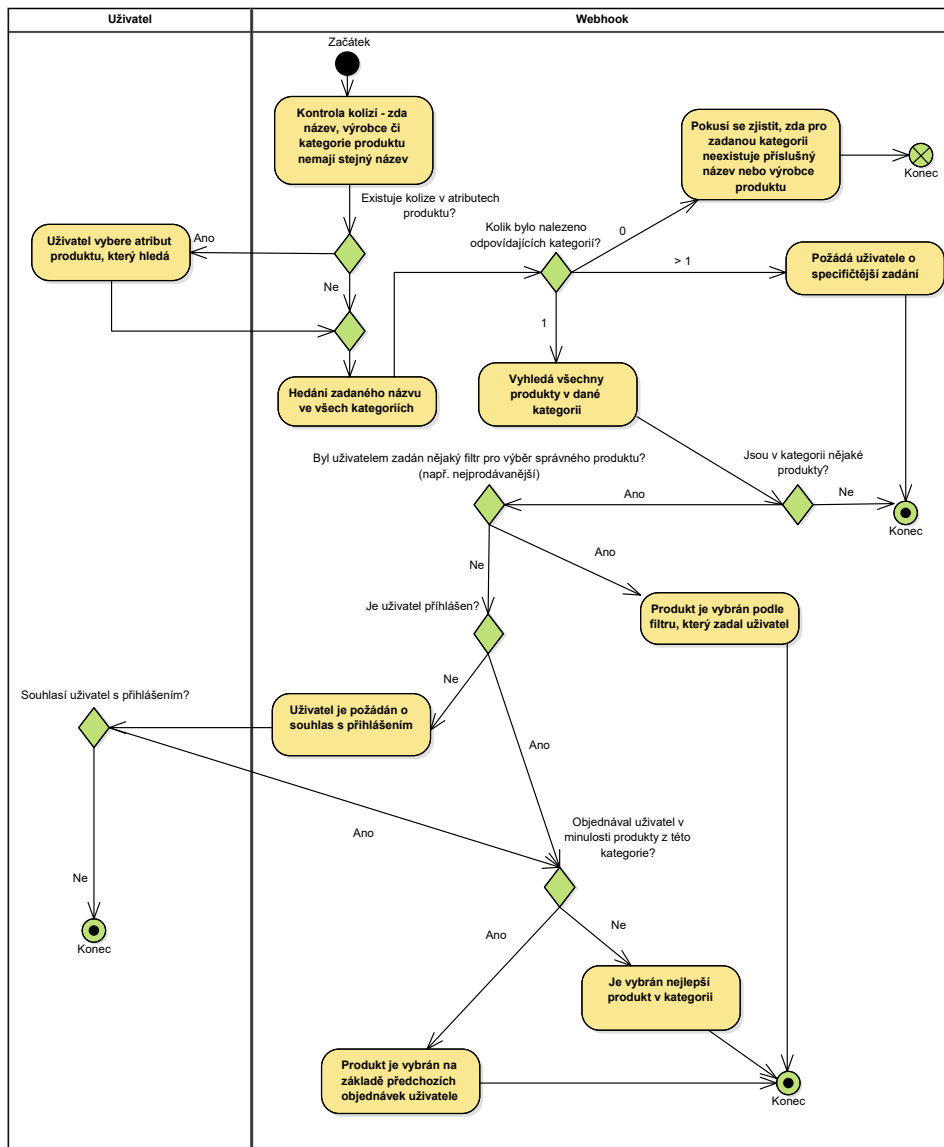 Uživatel
Webhook
Začátek
Kontrola kolizí - zda
název, výrobce či
kategorie produktu
nemají stejný název
Pokusí se zjistit, zda pro
zadanou kategorii
neexistuje příslušný
název nebo výrobce
produktu
Konec
Existuje kolize v atributech
produktu?
Ano
Uživatel vybere atribut
produktu, který hledá
Ne
Kolik bylo nalezeno
odpovídajících kategorií?
0
> 1
1
Požádá uživatele o
specifičtější zadání
Hedání zadaného názvu
ve všech kategoriích
Vyhledá všechny
produkty v dané
kategorii
Byl uživatelem zadán nějaký filtr pro výběr správného produktu?
(např. nejprodávanější)
Jsou v kategorii nějaké
produkty?
Ano
Ne
Konec
Ne
Ano
Produkt je vybrán podle
filtru, který zadal uživatel
Je uživatel příhlášen?
Ne
Ano
Souhlasí uživatel s přihlášením?
Uživatel je požádán o
souhlas s přihlášením
Ano
Ne
Konec
Objednával uživatel v
minulosti produkty z této
kategorie?
Ano
Ne
Je vybrán nejlepší
produkt v kategorii
Produkt je vybrán na
základě předchozích
objednávek uživatele
Konec